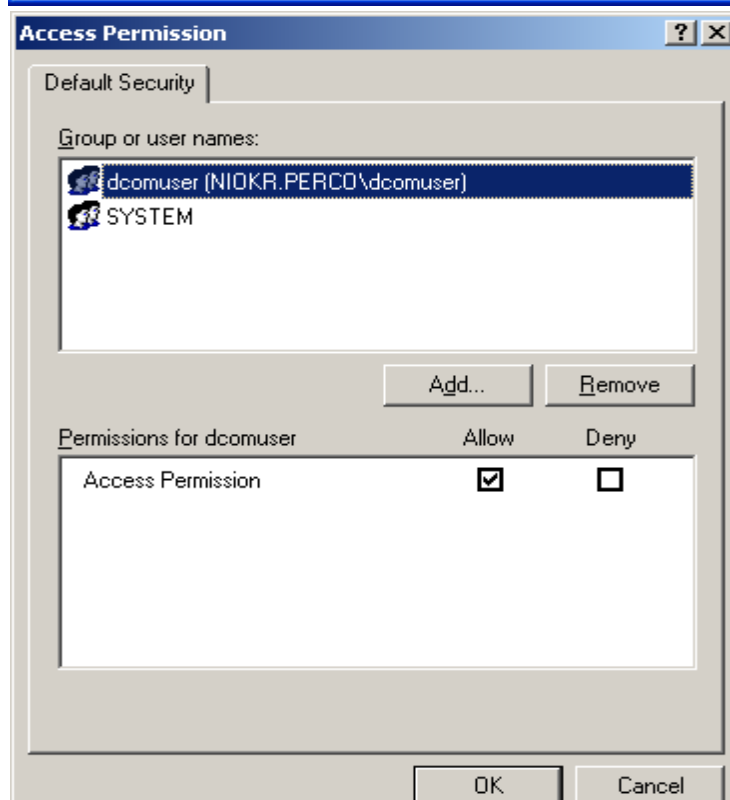 Access Permission
Default Security
Group or user names:
dcomuser (NIOKR.PERCO\dcomuser)
SYSTEM
Add... Remove
Permissions for dcomuser Allow Deny
Access Permission
OK Cancel